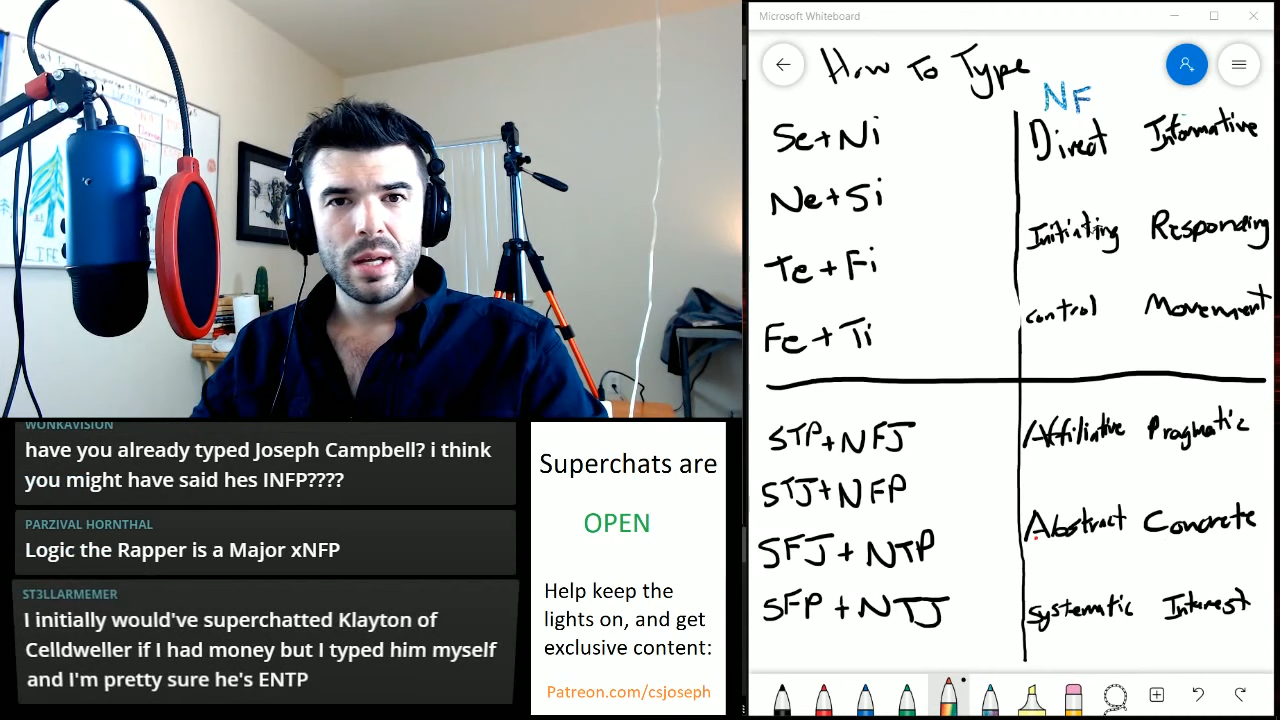 LIFE
WONKAVISION
have you already typed Joseph Campbell? i think
you might have said hes INFP????
PARZIVAL HORNTHAL
Logic the Rapper is a Major xNFP
ST3LLARMEMER
I initially would've superchatted Klayton of
Celldweller if I had money but I typed him myself
and I'm pretty sure he's ENTP
Superchats are
OPEN
Help keep the
lights on, and get
exclusive content:
Patreon.com/csjoseph
Microsoft Whiteboard
How To Type
NF
Se+Ni
Ne+Si
Te+Fi
Fe+Ti
Direct Informative
Initiating Responding
control Movement
STP+NFJ
STJ+NFP
SFJ+NTP
SFP+NTJ
Affiliative Pragmatic
Abstract Concrete
Systematic Interest